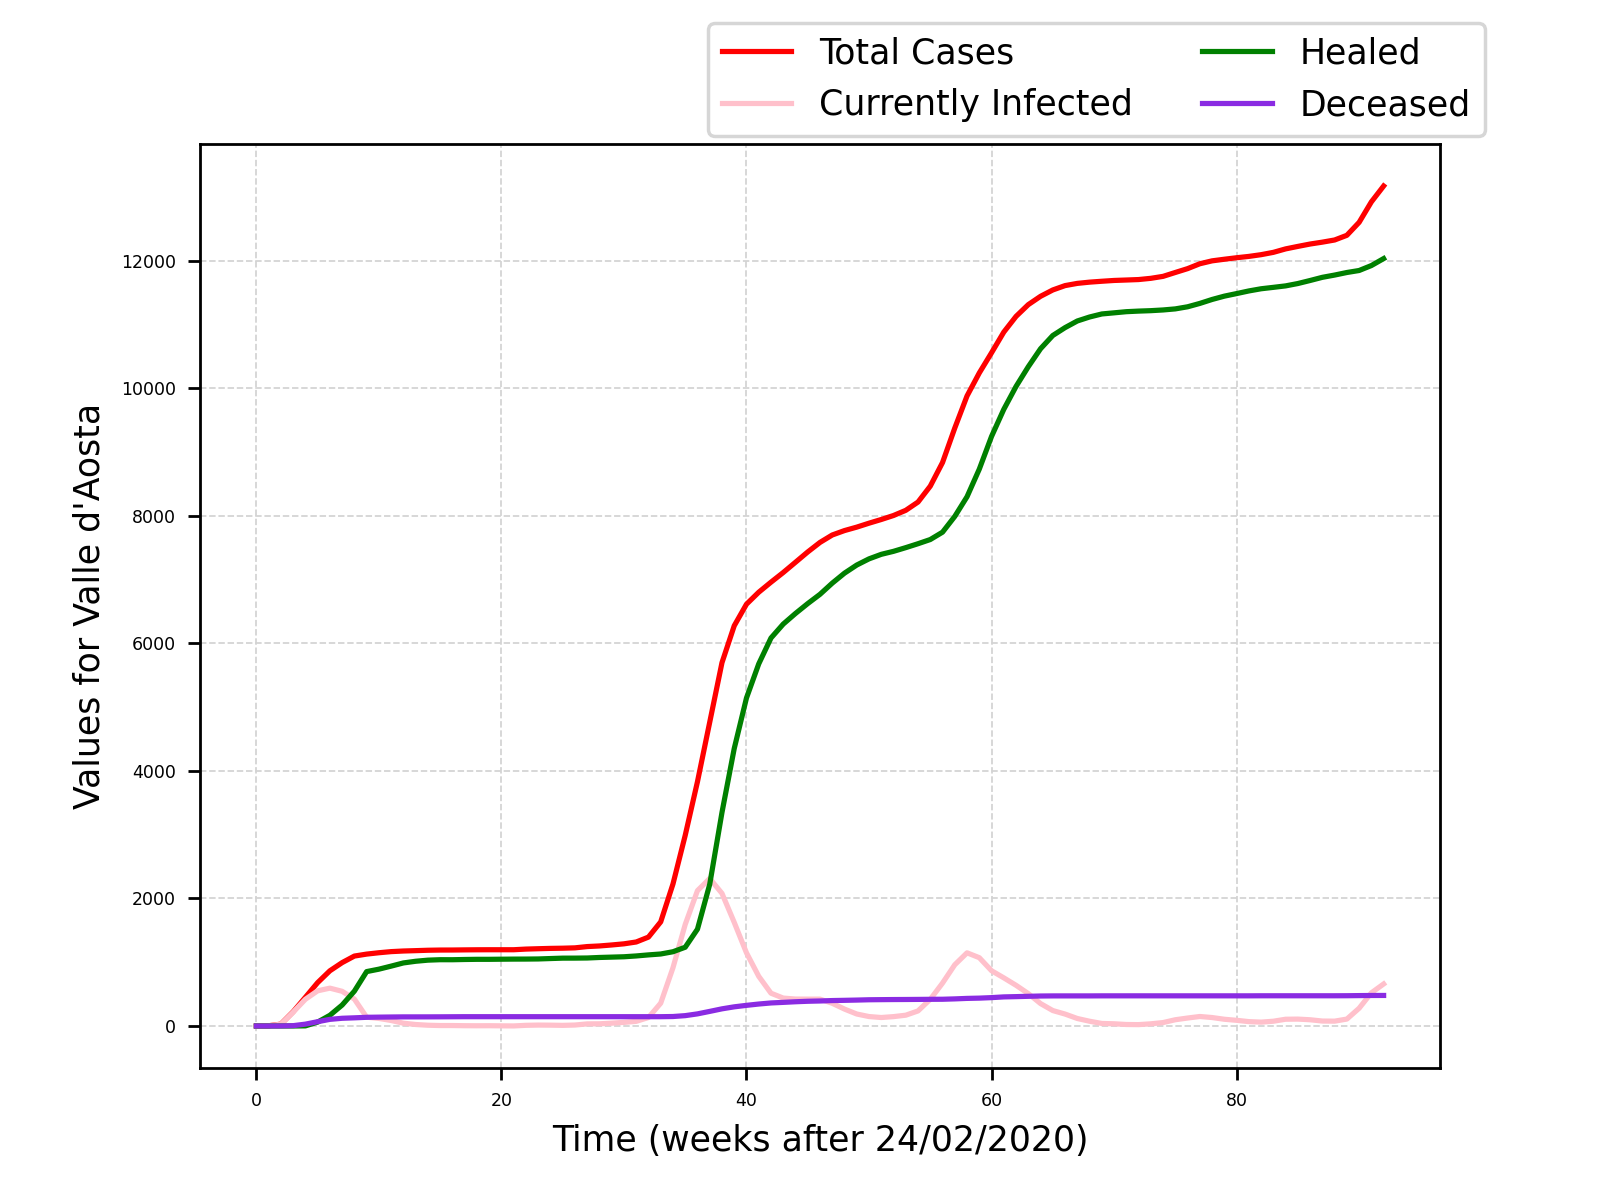 Total Cases
Currently Infected
Healed
Deceased
12000
10000
8000
6000
4000
2000
0
Values for Valle d'Aosta
0 20 40 60 80
Time (weeks after 24/02/2020)